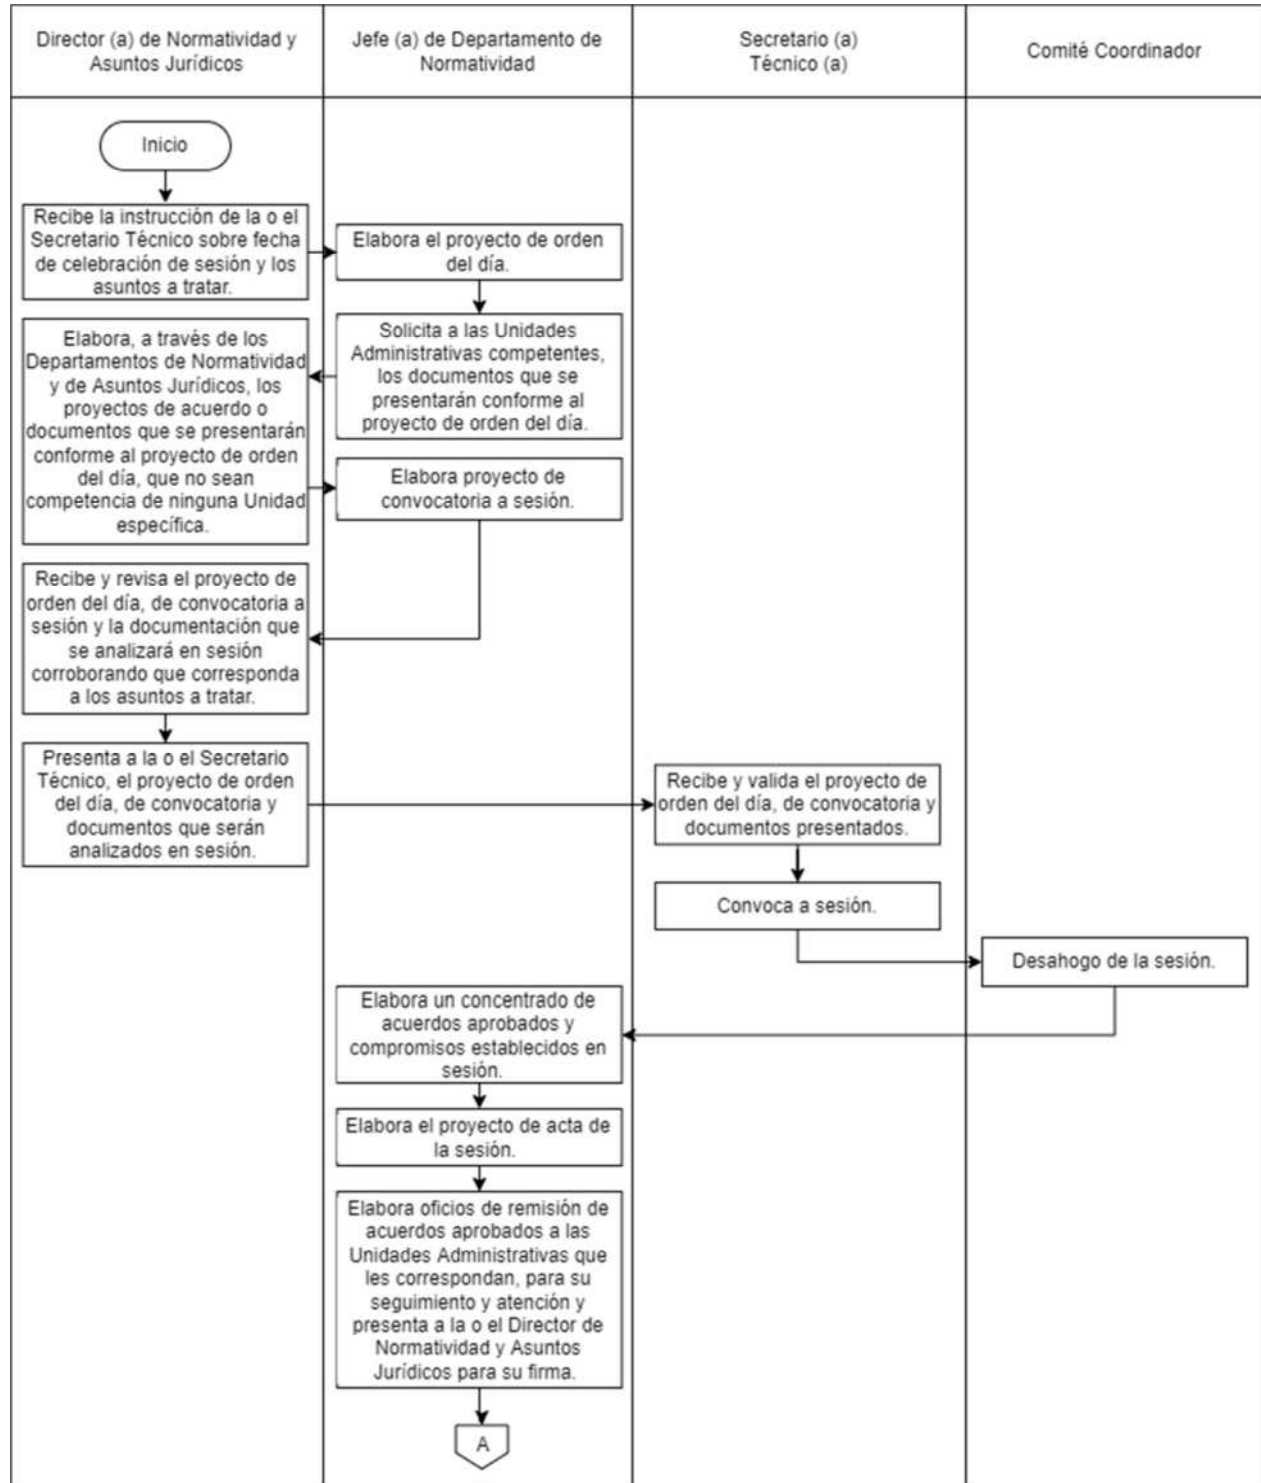 Director (a) de Normatividad y
Asuntos Jurídicos
Jefe (a) de Departamento de
Normatividad
Secretario (a)
Técnico (a)
Comité Coordinador
Inicio
Recibe la instrucción de la o el
Secretario Técnico sobre fecha
de celebración de sesión y los
asuntos a tratar.
Elabora el proyecto de orden
del día.
Solicita a las Unidades
Administrativas competentes,
los documentos que se
presentarán conforme al
proyecto de orden del día.
Elabora, a través de los
Departamentos de Normatividad
y de Asuntos Jurídicos, los
proyectos de acuerdo o
documentos que se presentarán
conforme al proyecto de orden
del día, que no sean
competencia de ninguna Unidad
específica.
Elabora proyecto de
convocatoria a sesión.
Recibe y revisa el proyecto de
orden del día, de convocatoria a
sesión y la documentación que
se analizará en sesión
corroborando que corresponda
a los asuntos a tratar.
Presenta a la o el Secretario
Técnico, el proyecto de orden
del día, de convocatoria y
documentos que serán
analizados en sesión.
Recibe y valida el proyecto de
orden del día, de convocatoria y
documentos presentados.
Convoca a sesión.
Desahogo de la sesión.
Elabora un concentrado de
acuerdos aprobados y
compromisos establecidos en
sesión.
Elabora el proyecto de acta de
la sesión.
Elabora oficios de remisión de
acuerdos aprobados a las
Unidades Administrativas que
les correspondan, para su
seguimiento y atención y
presenta a la o el Director de
Normatividad y Asuntos
Jurídicos para su firma.
A